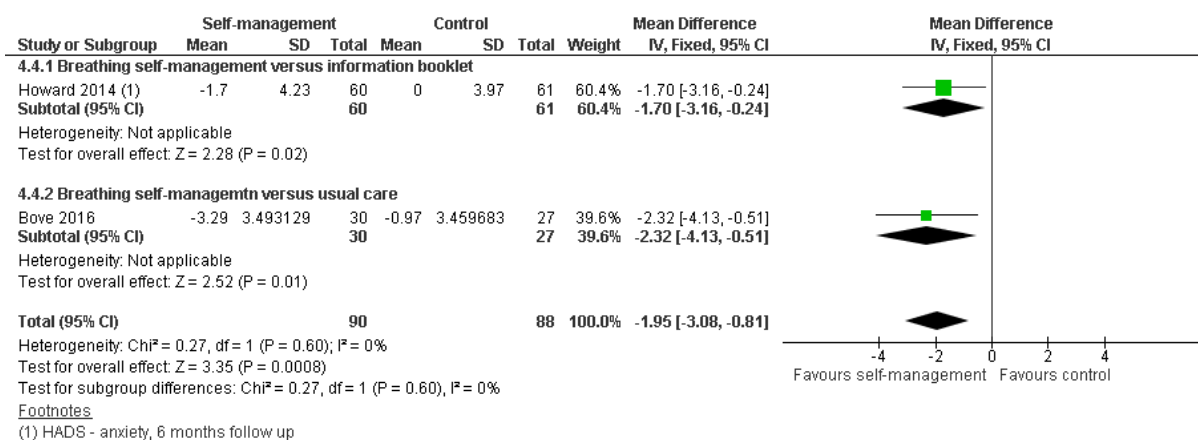 Self-management Control Mean Difference Mean Difference
Study or Subgroup Mean SD Total Mean SD Total Weight IV, Fixed, 95% CI IV, Fixed, 95% CI
4.4.1 Breathing self-management versus information booklet
Howard 2014 (1) -1.7 4.23 60 0 3.97 61 60.4% -1.70 [-3.16, -0.24]
Subtotal (95% CI) 60 61 60.4% -1.70 [-3.16, -0.24]
Heterogeneity: Not applicable
Test for overall effect: Z = 2.28 (P = 0.02)
4.4.2 Breathing self-managemtn versus usual care
Bove 2016 -3.29 3.493129 30 -0.97 3.459683 27 39.6% -2.32 [-4.13, -0.51]
Subtotal (95% CI) 30 27 39.6% -2.32 [-4.13, -0.51]
Heterogeneity: Not applicable
Test for overall effect: Z = 2.52 (P = 0.01)
Total (95% CI) 90 88 100.0% -1.95 [-3.08, -0.81]
Heterogeneity: Chi² = 0.27, df = 1 (P = 0.60); I² = 0%
Test for overall effect: Z = 3.35 (P = 0.0008)
Test for subgroup differences: Chi² = 0.27, df = 1 (P = 0.60), I² = 0%
-4 -2 0 2 4
Favours self-management Favours control
Footnotes
(1) HADS - anxiety, 6 months follow up